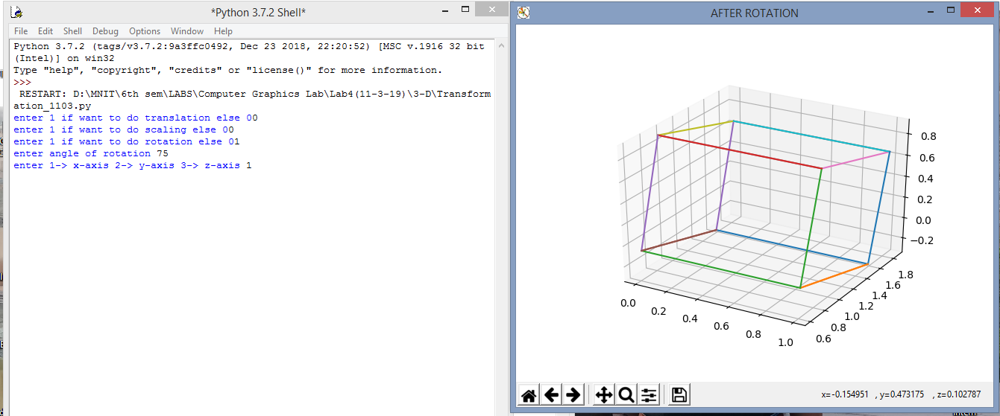 *Python 3.7.2 Shell*
File Edit Shell Debug Options Window Help
Python 3.7.2 (tags/v3.7.2:9a3ffc0492, Dec 23 2018, 22:20:52) [MSC v.1916 32 bit
(Intel)] on win32
Type "help", "copyright", "credits" or "license()" for more information.
>>>
RESTART: D:\MNIT\6th sem\LABS\Computer Graphics Lab\Lab4(11-3-19)\3-D\Transform
ation_1103.py
enter 1 if want to do translation else 00
enter 1 if want to do scaling else 00
enter 1 if want to do rotation else 01
enter angle of rotation 75
enter 1-> x-axis 2-> y-axis 3-> z-axis 1
AFTER ROTATION
0.8
0.6
0.4
0.2
0.0
−0.2
0.0
0.2
0.4
0.6
0.8
1.0
0.6
0.8
1.0
1.2
1.4
1.6
1.8
x=-0.154951 , y=0.473175 , z=0.102787